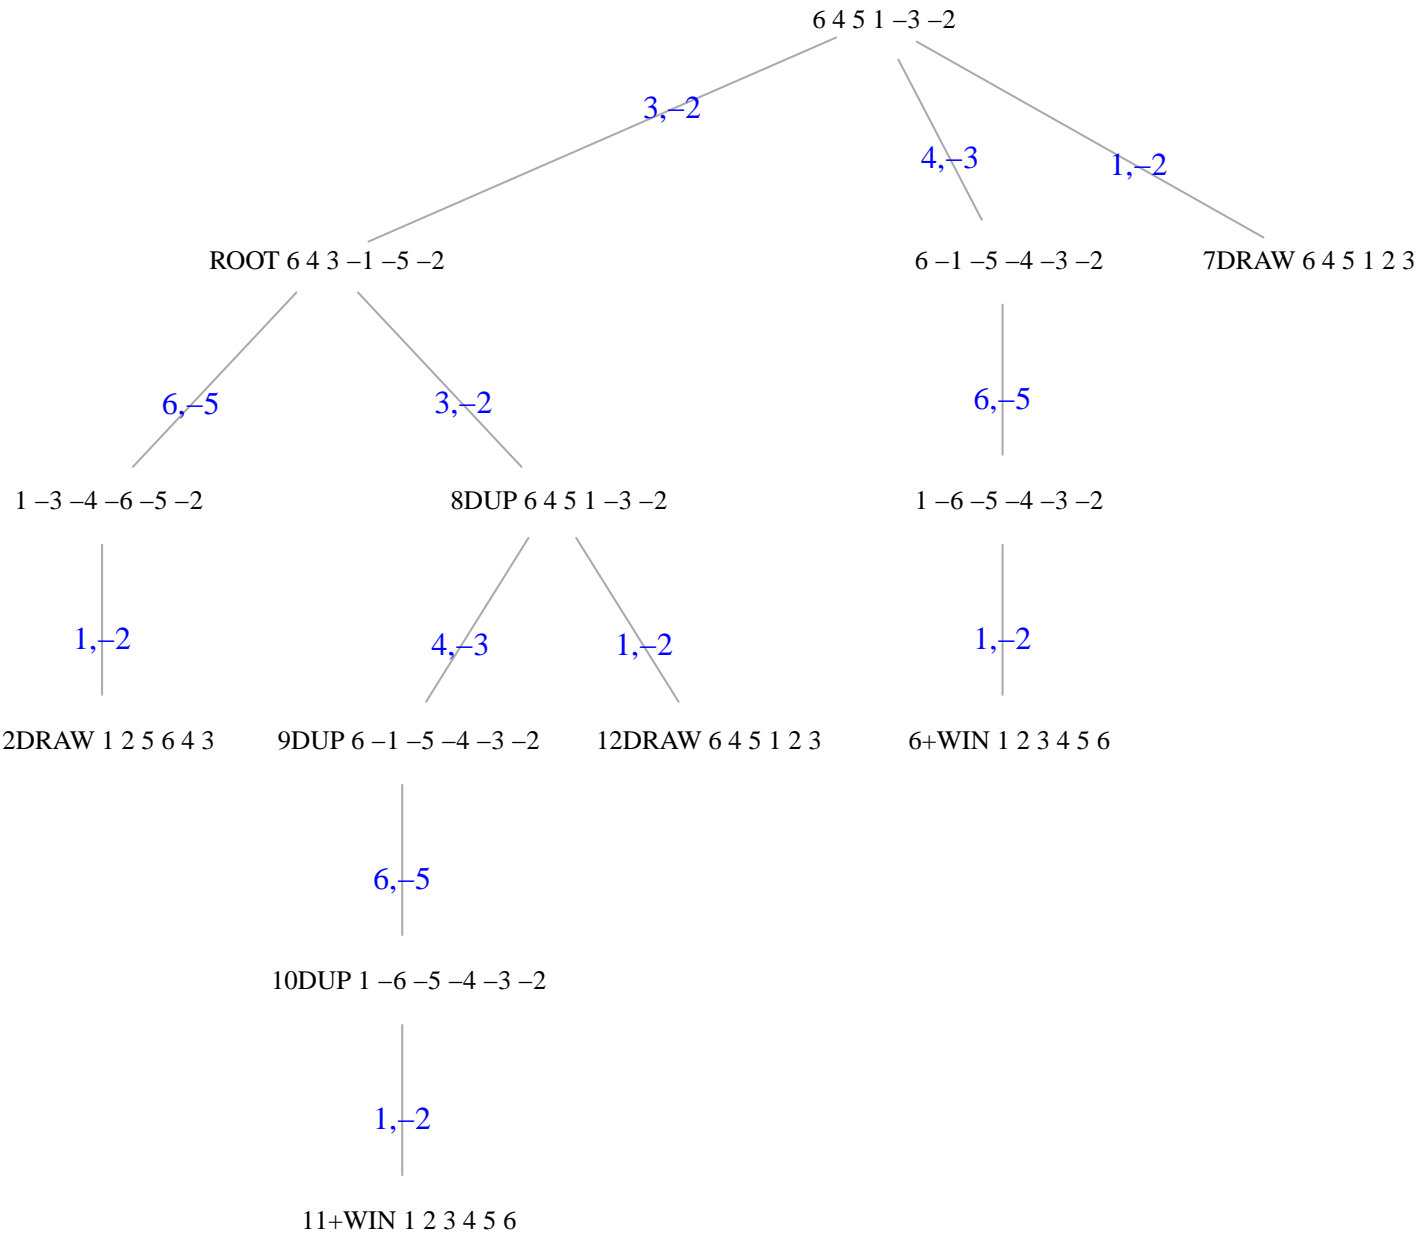 6 4 5 1 –3 –2
3,–2
4,–3
1,–2
ROOT 6 4 3 –1 –5 –2
6 –1 –5 –4 –3 –2
7DRAW 6 4 5 1 2 3
6,–5
3,–2
6,–5
1 –3 –4 –6 –5 –2
8DUP 6 4 5 1 –3 –2
1 –6 –5 –4 –3 –2
1,–2
4,–3
1,–2
1,–2
2DRAW 1 2 5 6 4 3
9DUP 6 –1 –5 –4 –3 –2
12DRAW 6 4 5 1 2 3
6+WIN 1 2 3 4 5 6
6,–5
10DUP 1 –6 –5 –4 –3 –2
1,–2
11+WIN 1 2 3 4 5 6